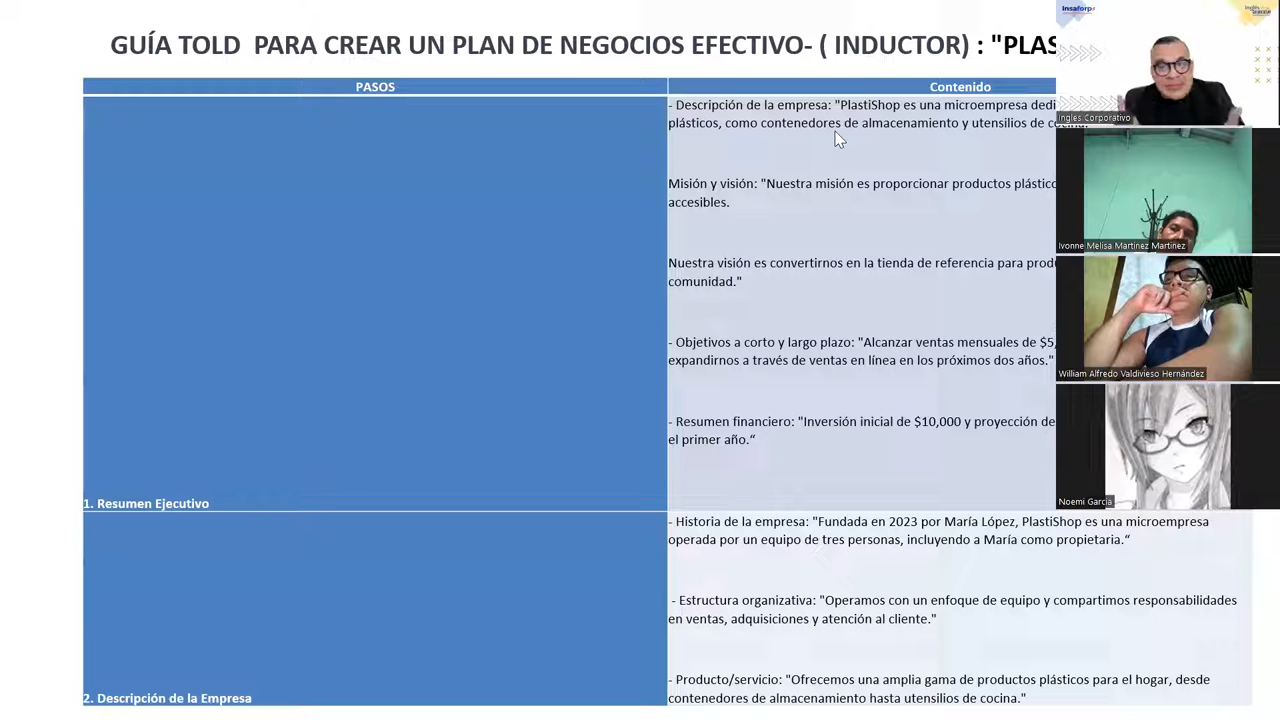 GUÍA TOLD PARA CREAR UN PLAN DE NEGOCIOS EFECTIVO- ( INDUCTOR) : "PLAS
PASOS
Contenido
- Descripción de la empresa: "PlastiShop es una microempresa dedi
plásticos, como contenedores de almacenamiento y utensilios de cocina."
Misión y visión: "Nuestra misión es proporcionar productos plástico
accesibles.
Nuestra visión es convertirnos en la tienda de referencia para produ
comunidad."
- Objetivos a corto y largo plazo: "Alcanzar ventas mensuales de $5,
expandirnos a través de ventas en línea en los próximos dos años."
- Resumen financiero: "Inversión inicial de $10,000 y proyección de
el primer año.“
1. Resumen Ejecutivo
- Historia de la empresa: "Fundada en 2023 por María López, PlastiShop es una microempresa
operada por un equipo de tres personas, incluyendo a María como propietaria.“
- Estructura organizativa: "Operamos con un enfoque de equipo y compartimos responsabilidades
en ventas, adquisiciones y atención al cliente."
- Producto/servicio: "Ofrecemos una amplia gama de productos plásticos para el hogar, desde
contenedores de almacenamiento hasta utensilios de cocina."
2. Descripción de la Empresa
Insaforp
Ingles Corporativo
Ivonne Melisa Martinez Martinez
William Alfredo Valdivieso Hernández
Noemi Garcia